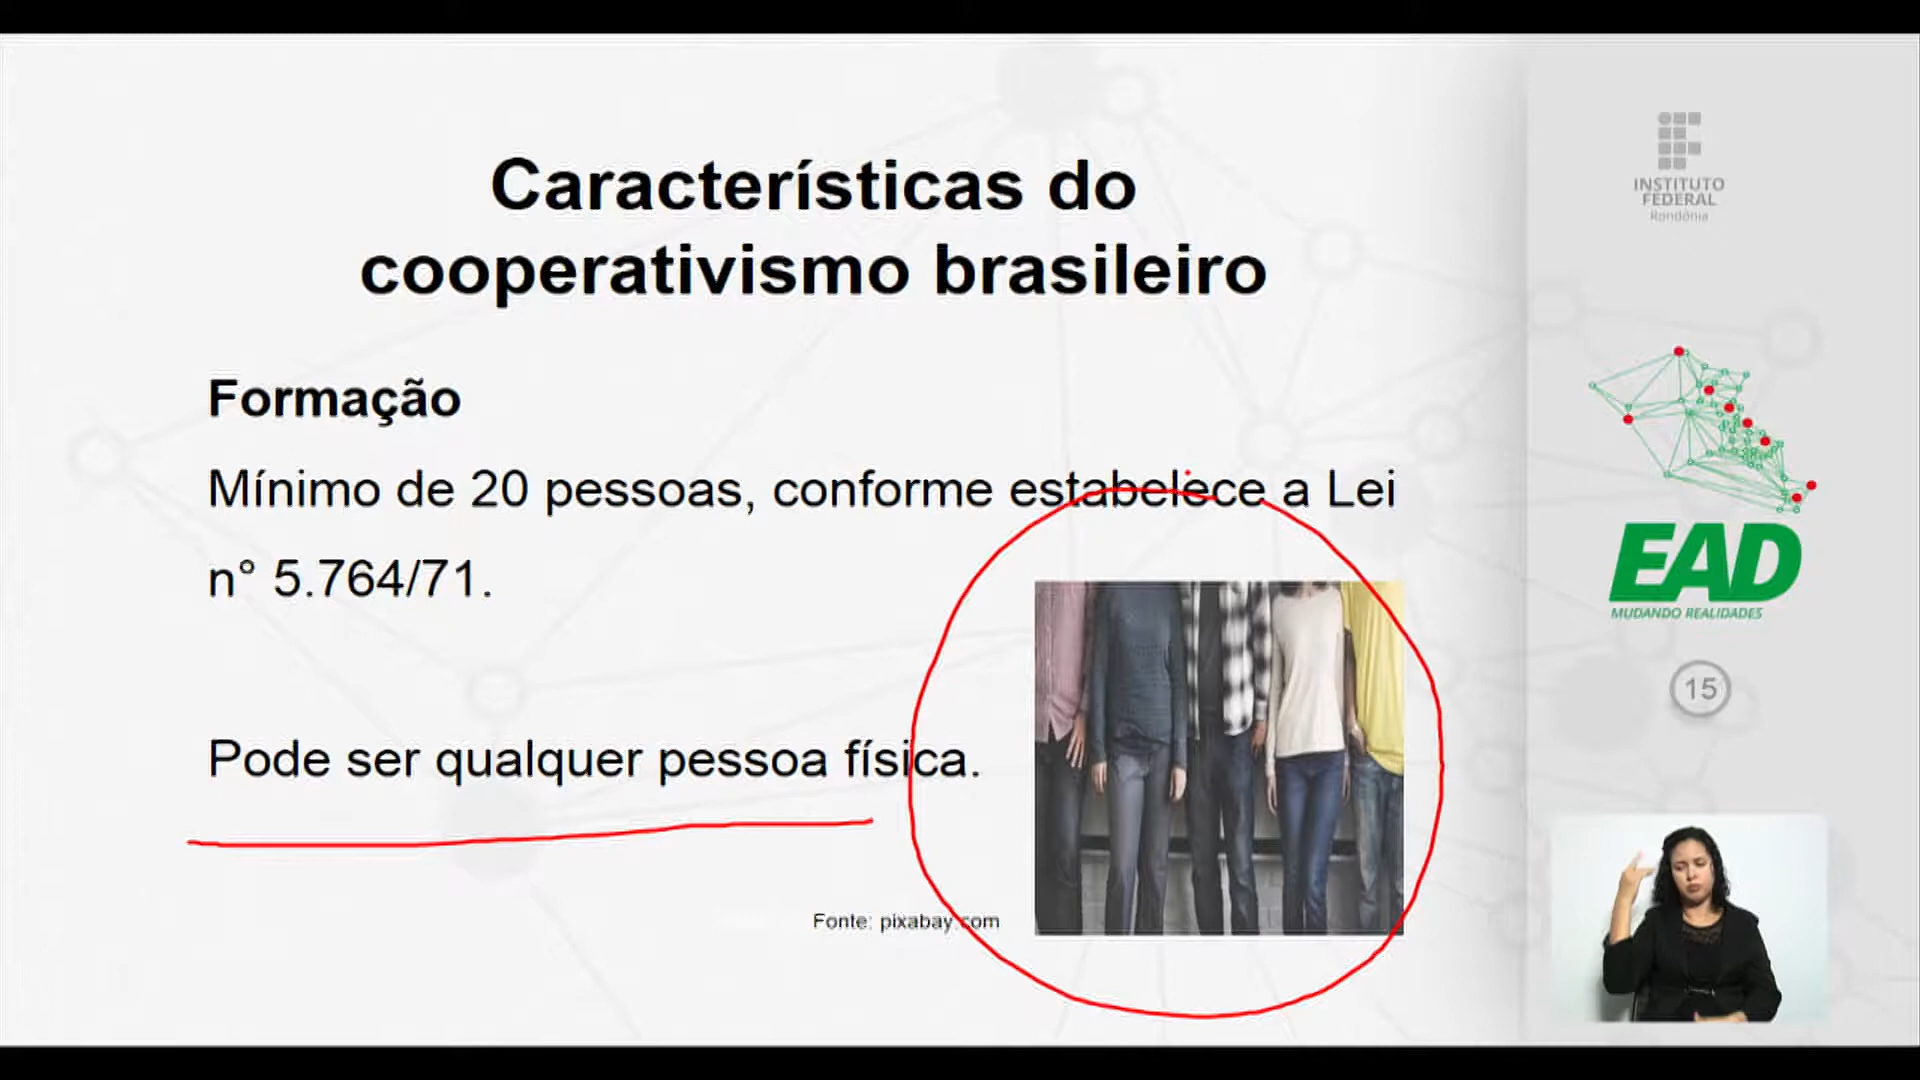 Características do
cooperativismo brasileiro
Formação
Mínimo de 20 pessoas, conforme estabelece a Lei
n° 5.764/71.
Pode ser qualquer pessoa física.
Fonte: pixabay.com
INSTITUTO
FEDERAL
Rondônia
EAD
MUDANDO REALIDADES
15